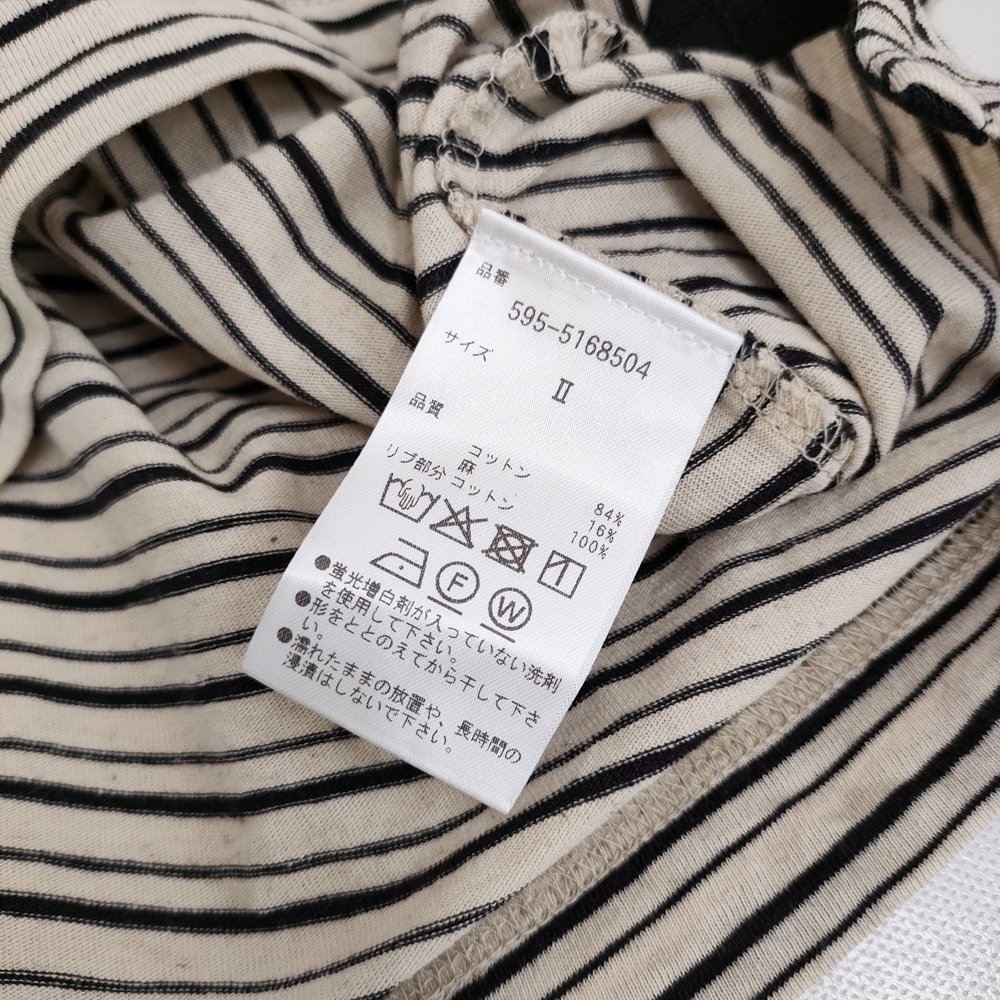 品番
595-5168504
サイズ
Ⅱ
品質
コットン 84%
麻 16%
リブ部分 コットン 100%
F
W
●蛍光増白剤が入っていない洗剤
を使用して下さい。
●形をととのえてから干して下さ
い。
●濡れたままの放置や、長時間の
浸漬はしないで下さい。